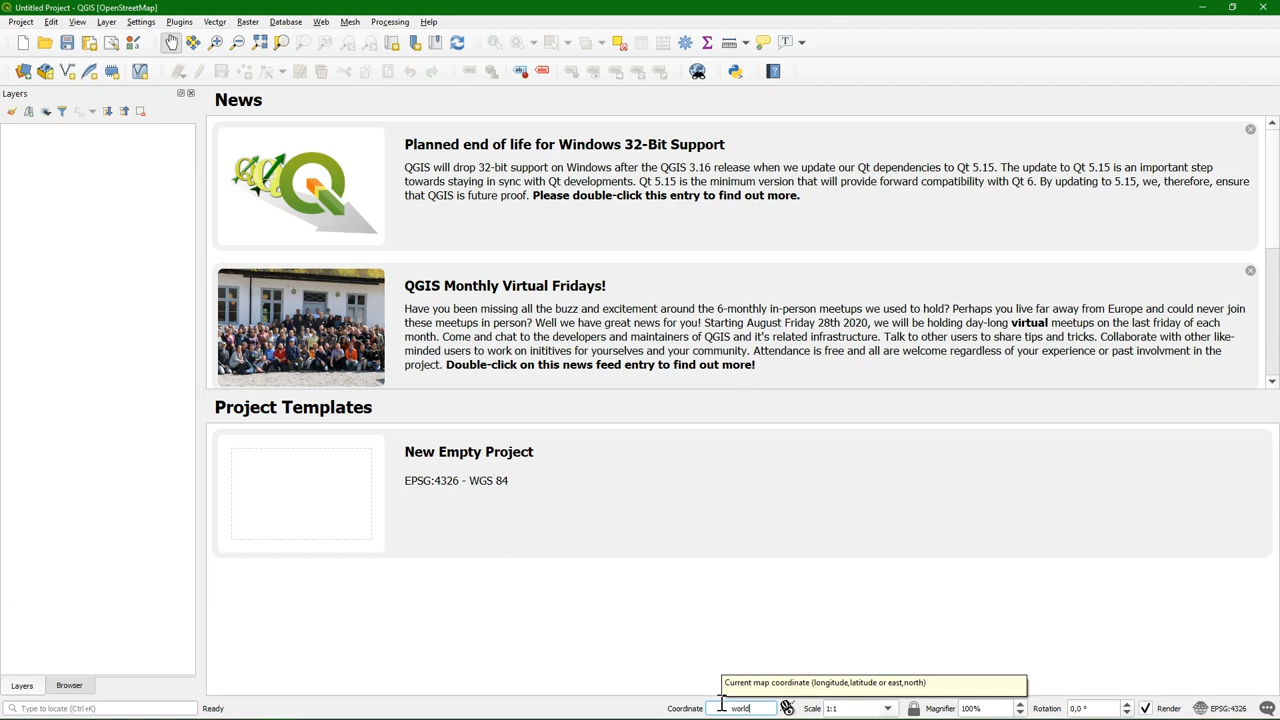 Untitled Project - QGIS [OpenStreetMap]
Project Edit View Layer Settings Plugins Vector Raster Database Web Mesh Processing Help
Layers
News
Planned end of life for Windows 32-Bit Support
QGIS will drop 32-bit support on Windows after the QGIS 3.16 release when we update our Qt dependencies to Qt 5.15. The update to Qt 5.15 is an important step
towards staying in sync with Qt developments. Qt 5.15 is the minimum version that will provide forward compatibility with Qt 6. By updating to 5.15, we, therefore, ensure
that QGIS is future proof. Please double-click this entry to find out more.
QGIS Monthly Virtual Fridays!
Have you been missing all the buzz and excitement around the 6-monthly in-person meetups we used to hold? Perhaps you live far away from Europe and could never join
these meetups in person? Well we have great news for you! Starting August Friday 28th 2020, we will be holding day-long virtual meetups on the last friday of each
month. Come and chat to the developers and maintainers of QGIS and it's related infrastructure. Talk to other users to share tips and tricks. Collaborate with other like-
minded users to work on inititives for yourselves and your community. Attendance is free and all are welcome regardless of your experience or past involvment in the
project. Double-click on this news feed entry to find out more!
Project Templates
New Empty Project
EPSG:4326 - WGS 84
Current map coordinate (longitude,latitude or east,north)
Layers Browser
Type to locate (Ctrl+K) Ready Coordinate world Scale 1:1 Magnifier 100% Rotation 0,0 ° Render EPSG:4326